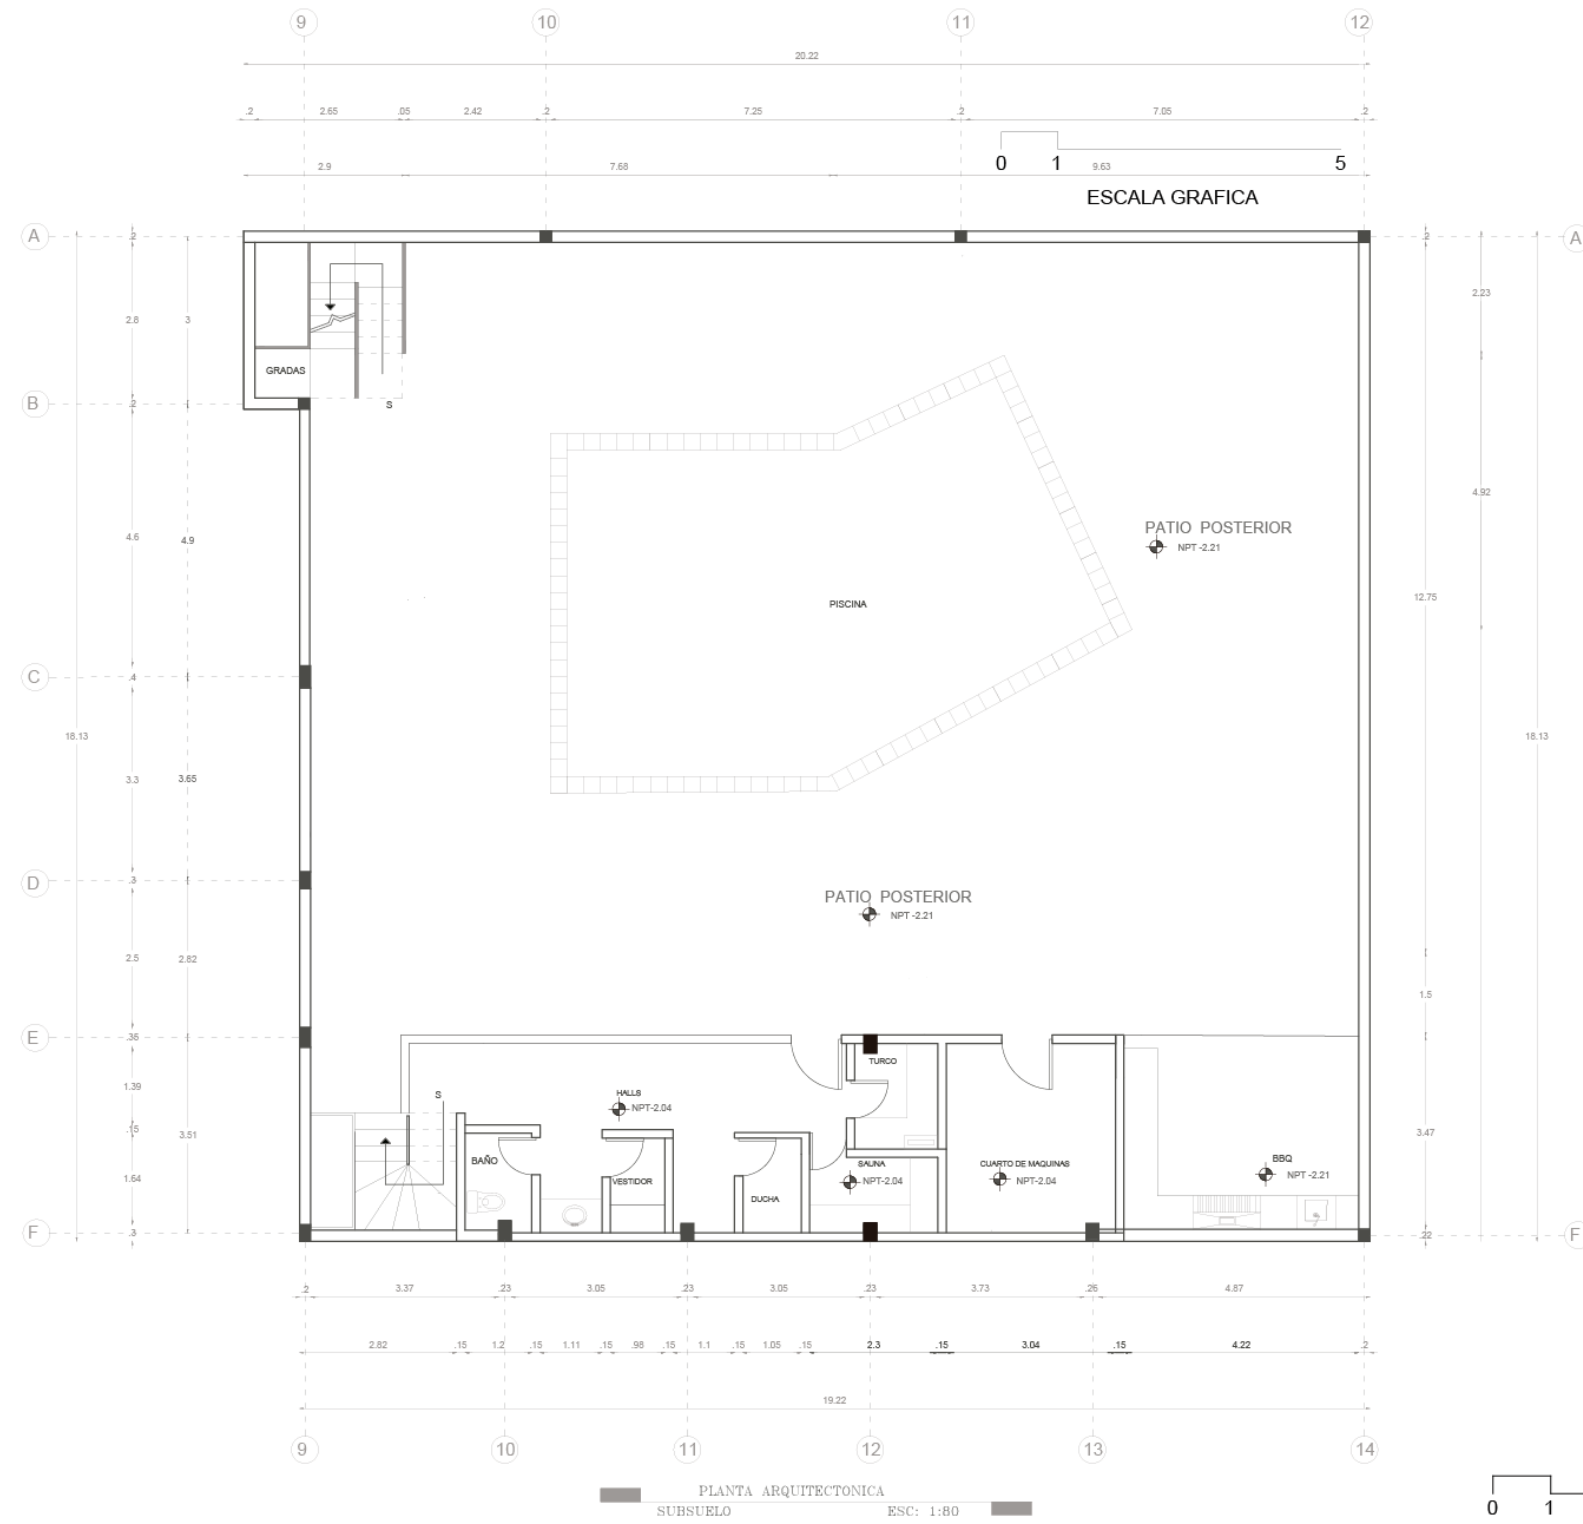 9 10 11 12
20.22
.2 2.65 .05 2.42 .2 7.25 .2 7.05 .2
2.9 7.68 9.63
0 1 5
ESCALA GRAFICA
A .2 .2 A
2.23
2.8 3
GRADAS
B .2 S
4.92
PATIO POSTERIOR
4.6 4.9 NPT -2.21
PISCINA 12.75
C .4
18.13 18.13
3.3 3.65
D .3
PATIO POSTERIOR
NPT -2.21
2.5 2.82
1.5
E .35
TURCO
1.39 S HALLS
NPT-2.04
.15 3.51 3.47
BAÑO SAUNA CUARTO DE MAQUINAS BBQ
1.64 VESTIDOR NPT-2.04 NPT-2.04 NPT -2.21
DUCHA
F .3 .22 F
.2 3.37 .23 3.05 .23 3.05 .23 3.73 .26 4.87
2.82 .15 1.2 .15 1.11 .15 .98 .15 1.1 .15 1.05 .15 2.3 .15 3.04 .15 4.22 .2
19.22
9 10 11 12 13 14
PLANTA ARQUITECTONICA
SUBSUELO ESC: 1:80
0 1